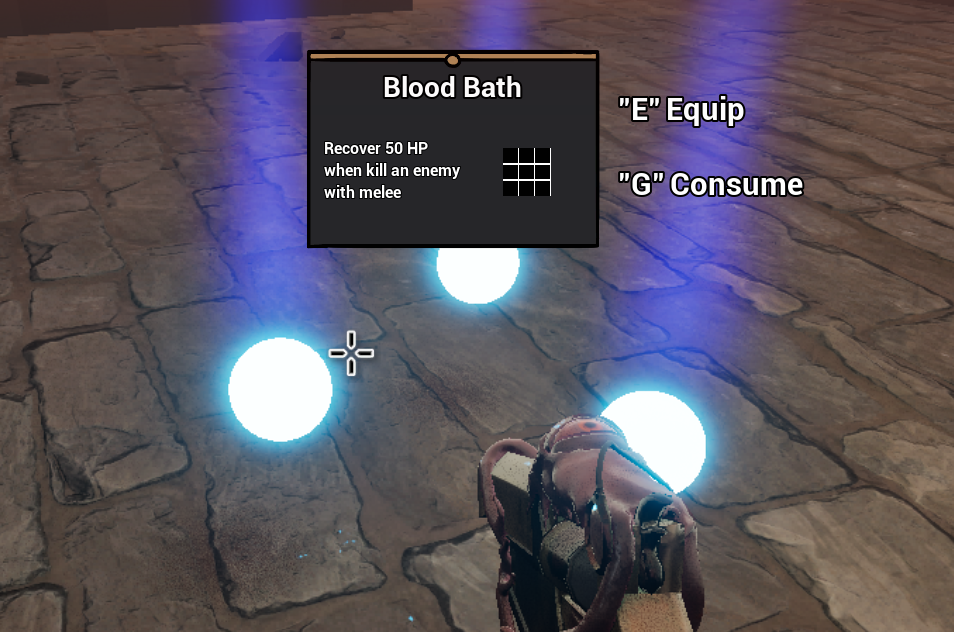 Blood Bath
Recover 50 HP
when kill an enemy
with melee
"E" Equip
"G" Consume